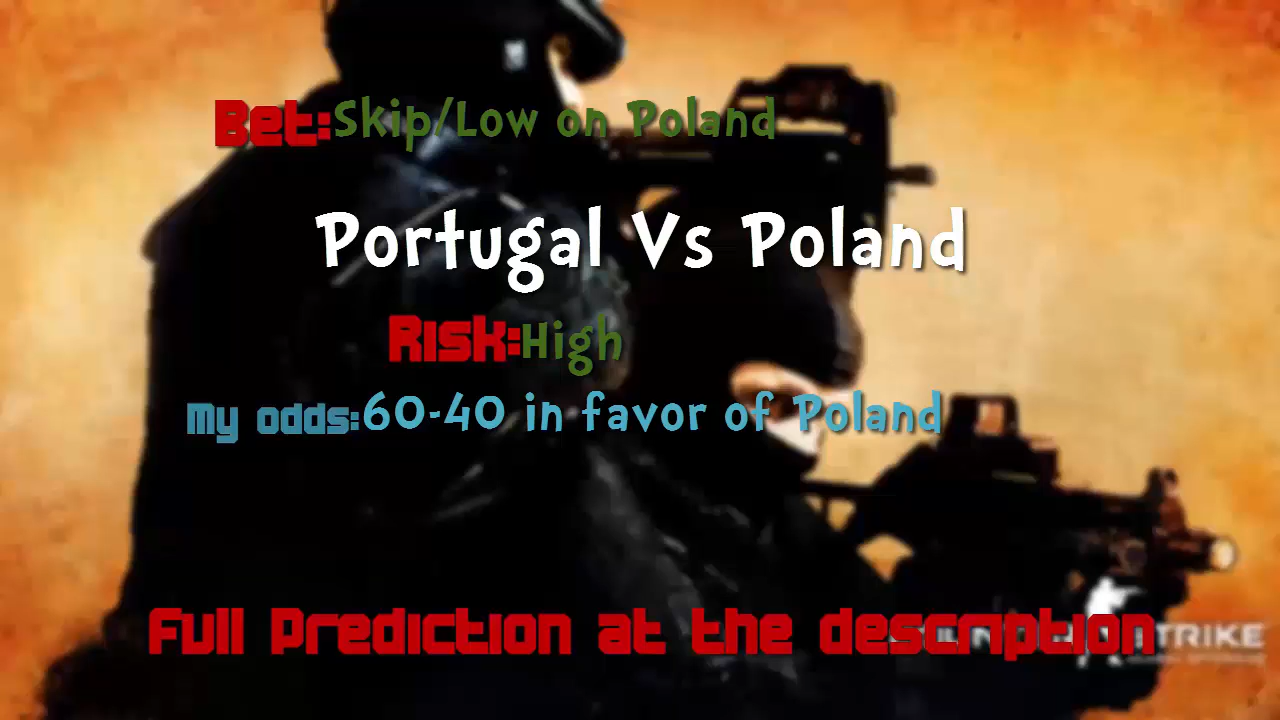 Bet:Skip/Low on Poland
Portugal Vs Poland
Risk:High
My odds:60-40 in favor of Poland
Full Prediction at the description
TRIKE